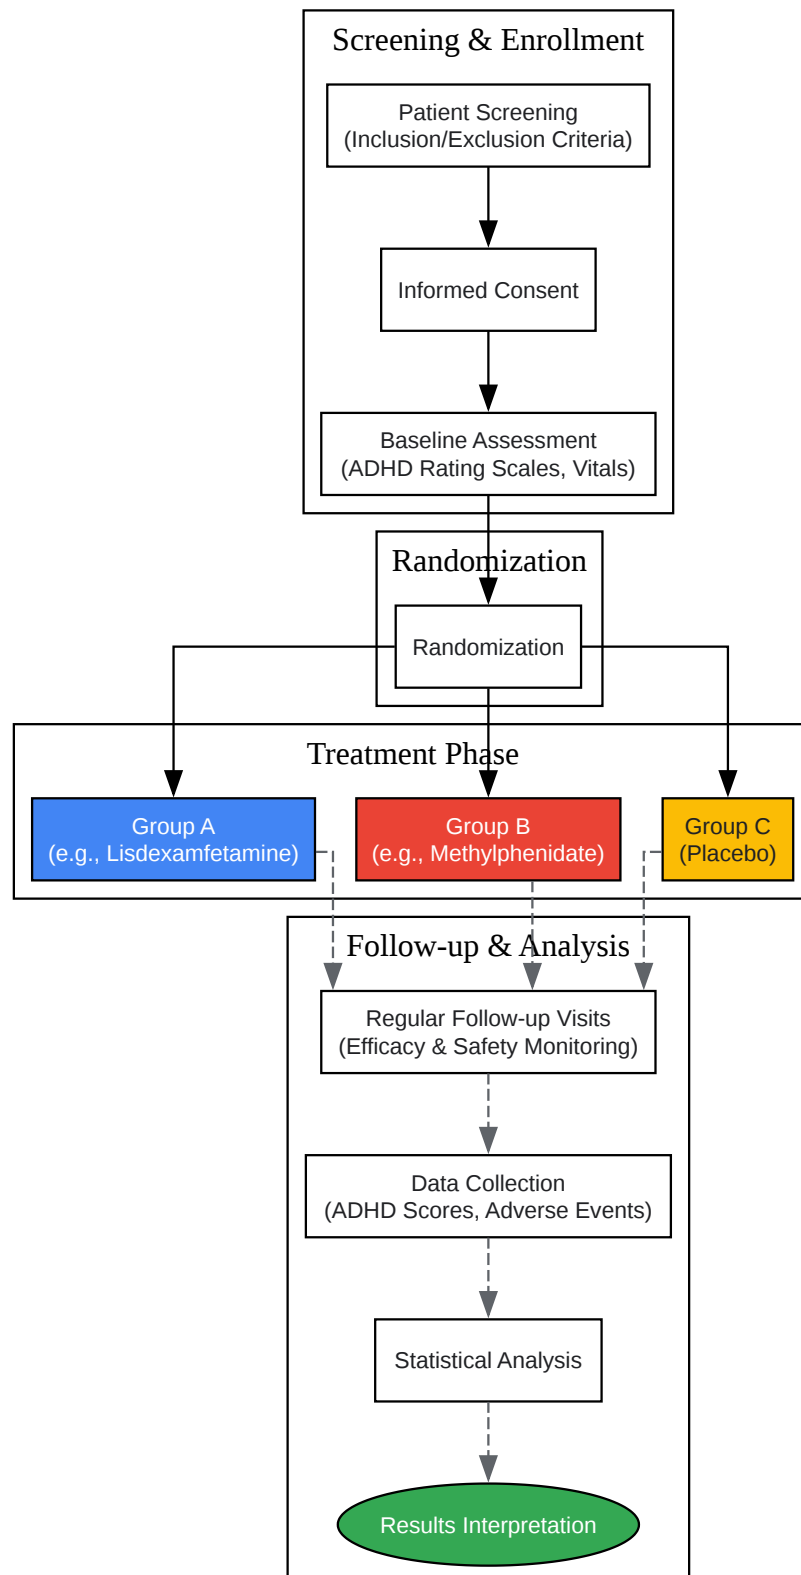 Screening & Enrollment
Patient Screening
(Inclusion/Exclusion Criteria)
Informed Consent
Baseline Assessment
(ADHD Rating Scales, Vitals)
Randomization
Randomization
Treatment Phase
Group A
(e.g., Lisdexamfetamine)
Group B
(e.g., Methylphenidate)
Group C
(Placebo)
Follow-up & Analysis
Regular Follow-up Visits
(Efficacy & Safety Monitoring)
Data Collection
(ADHD Scores, Adverse Events)
Statistical Analysis
Results Interpretation